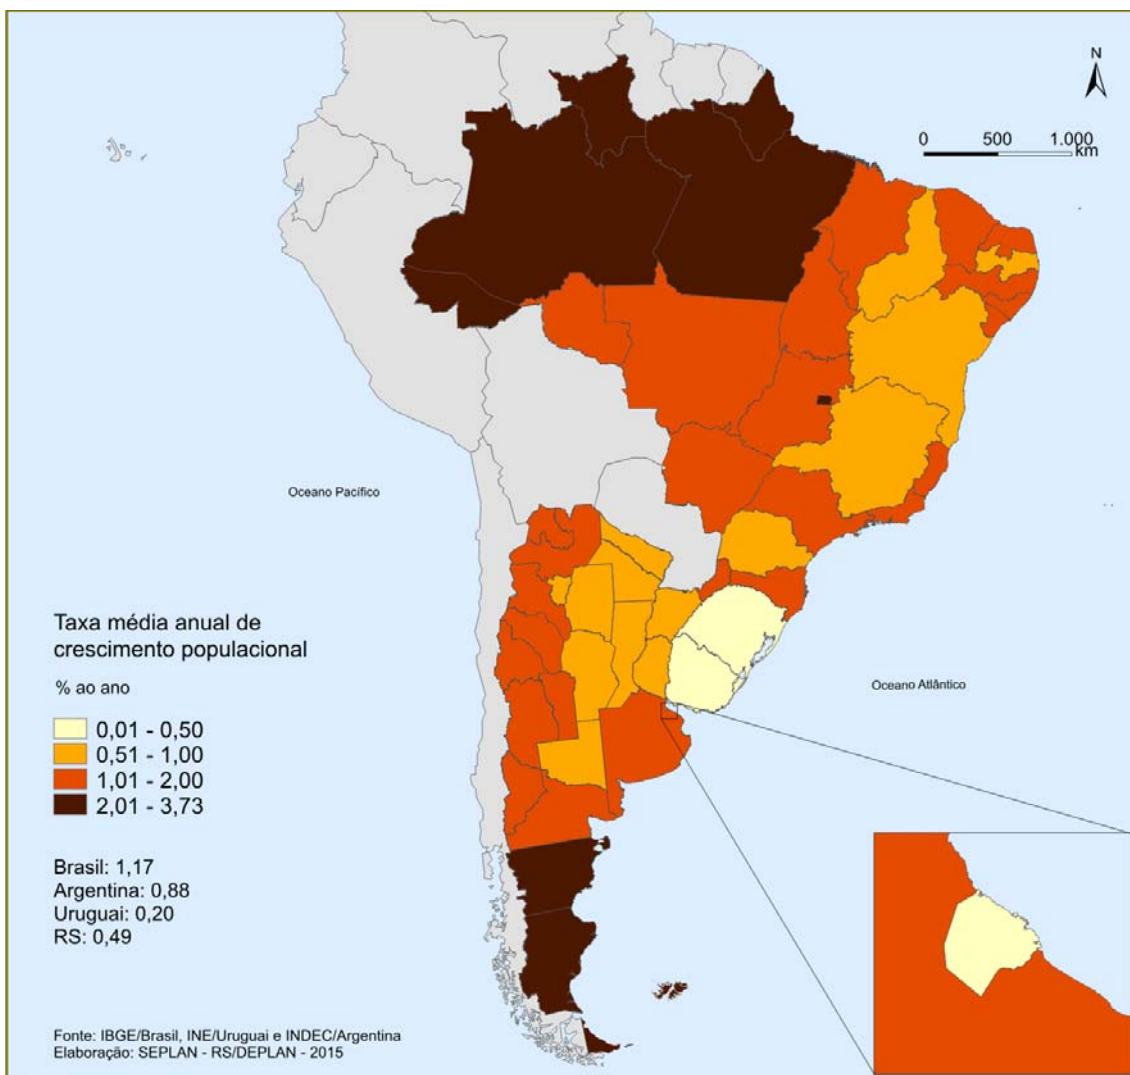 N
0 500 1.000
km
Oceano Pacífico
Oceano Atlântico
Taxa média anual de
crescimento populacional
% ao ano
0,01 - 0,50
0,51 - 1,00
1,01 - 2,00
2,01 - 3,73
Brasil: 1,17
Argentina: 0,88
Uruguai: 0,20
RS: 0,49
Fonte: IBGE/Brasil, INE/Uruguai e INDEC/Argentina
Elaboração: SEPLAN - RS/DEPLAN - 2015